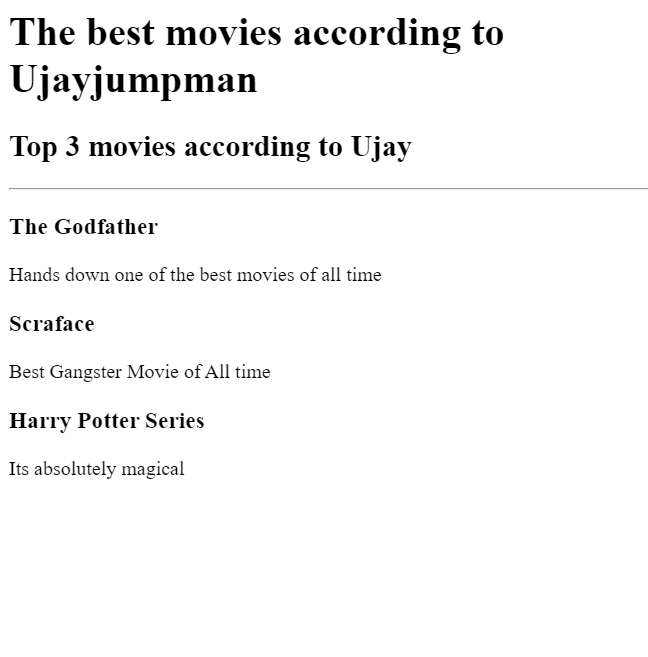 The best movies according to
Ujayjumpman
Top 3 movies according to Ujay
The Godfather
Hands down one of the best movies of all time
Scraface
Best Gangster Movie of All time
Harry Potter Series
Its absolutely magical